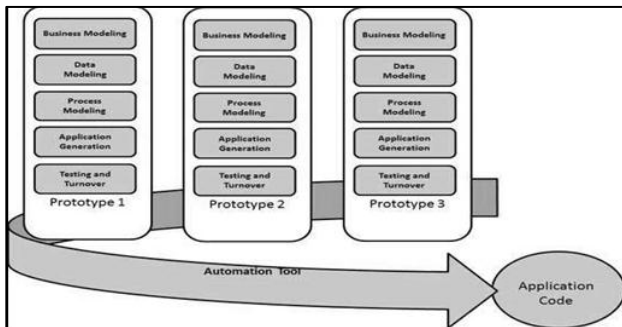 Business Modeling
Data
Modeling
Process
Modeling
Application
Generation
Testing and
Turnover
Prototype 1
Business Modeling
Data
Modeling
Process
Modeling
Application
Generation
Testing and
Turnover
Prototype 2
Business Modeling
Data
Modeling
Process
Modeling
Application
Generation
Testing and
Turnover
Prototype 3
Automation Tool
Application
Code